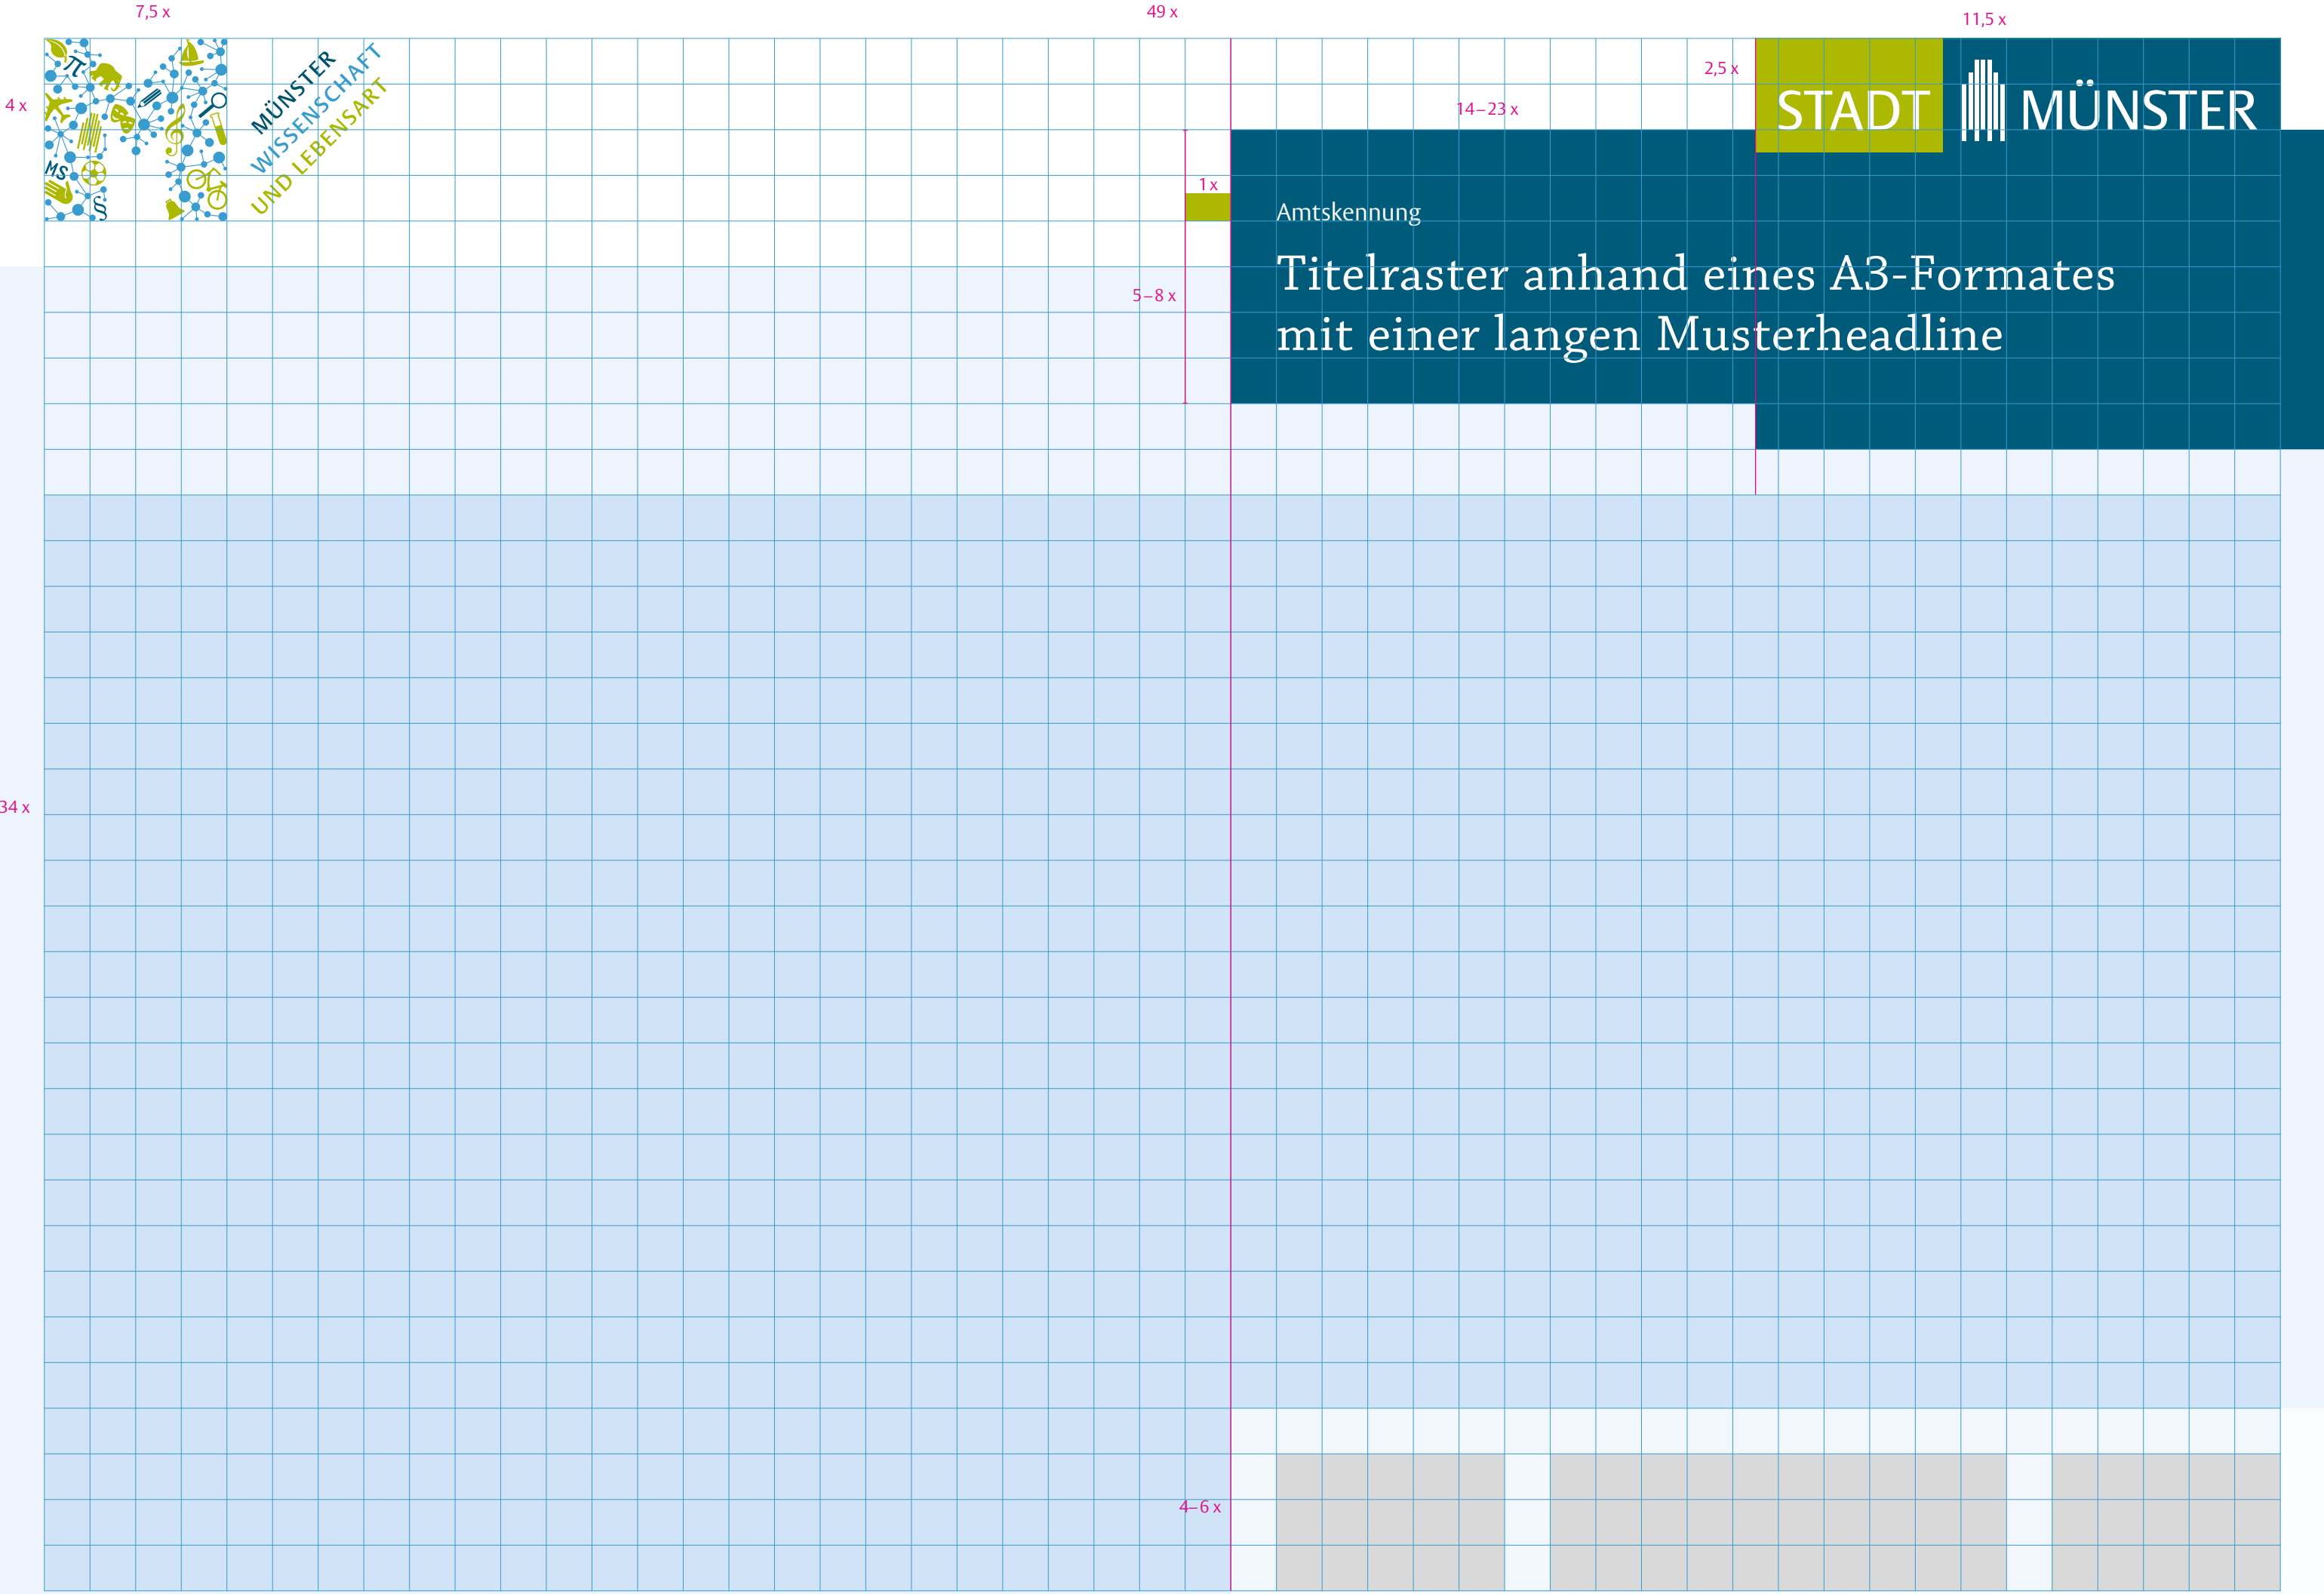 7,5 x
49 x
11,5 x
4 x
π
MS
§
MÜNSTER
WISSENSCHAFT
UND LEBENSART
2,5 x
14–23 x
STADT MÜNSTER
1 x
Amtskennung
Titelraster anhand eines A3-Formates
mit einer langen Musterheadline
5–8 x
34 x
4–6 x